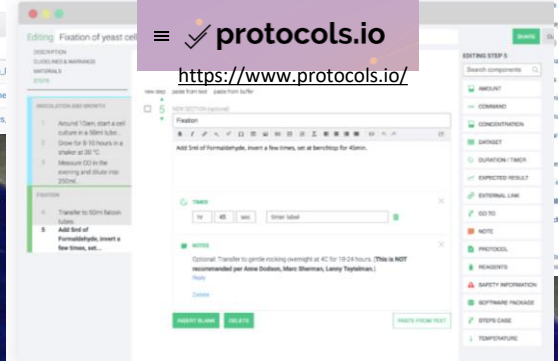 protocols.io
https://www.protocols.io/
Editing Fixation of yeast cell
SHARE
DESCRIPTION
GUIDELINES & WARNINGS
MATERIALS
STEPS
INOCULATION AND GROWTH
Around 10am, start a cell
culture in a 50ml tube...
Grow for 8-10 hours in a
shaker at 30 °C.
3 Measure OD in the
evening and dilute into
250ml.
FIXATION
4 Transfer to 50ml falcon
tubes.
5 Add 5ml of
Formaldehyde, invert a
few times, set...
new step paste from text paste from buffer
5
NEW SECTION (optional)
Fixation
Add 5ml of Formaldehyde, invert a few times, set at benchtop for 45min.
TIMER
hr 45 sec timer label
NOTES
Optional: Transfer to gentle rocking overnight at 4C for 19-24 hours. (This is NOT
recommended per Anne Dodson, Marc Sherman, Lenny Teytelman.)
Reply
Delete
INSERT BLANK DELETE PASTE FROM TEXT
EDITING STEP 5
Search components
AMOUNT
COMMAND
CONCENTRATION
DATASET
DURATION / TIMER
EXPECTED RESULT
EXTERNAL LINK
GO TO
NOTE
PROTOCOL
REAGENTS
SAFETY INFORMATION
SOFTWARE PACKAGE
STEPS CASE
TEMPERATURE